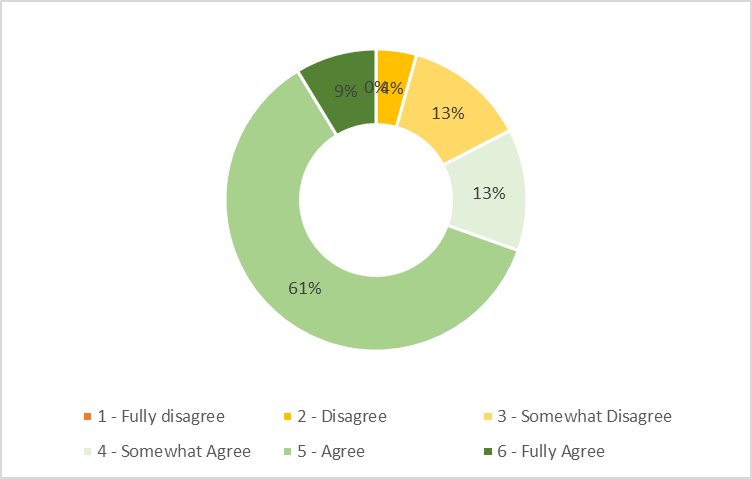 9% 0% 4%
13%
13%
61%
1 - Fully disagree 2 - Disagree 3 - Somewhat Disagree
4 - Somewhat Agree 5 - Agree 6 - Fully Agree